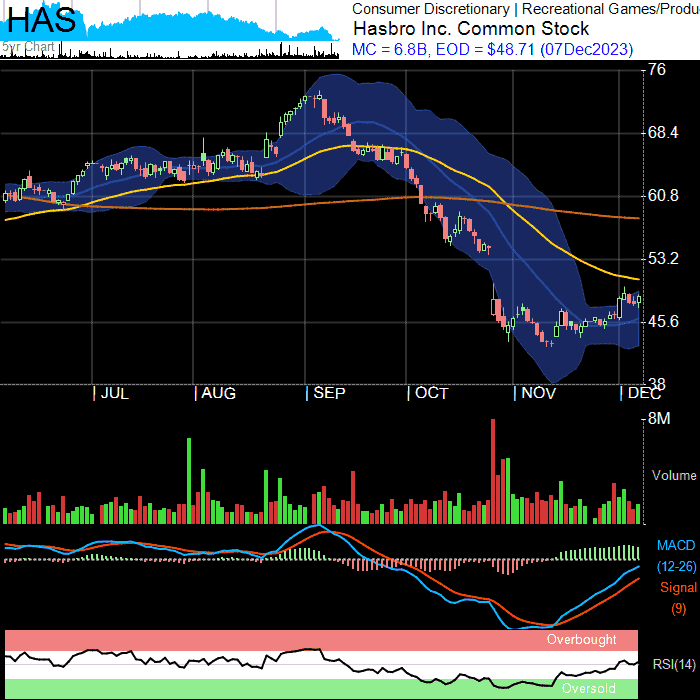 HAS
5yr Chart
Consumer Discretionary | Recreational Games/Produ
Hasbro Inc. Common Stock
MC = 6.8B, EOD = $48.71 (07Dec2023)
76
68.4
60.8
53.2
45.6
38
| JUL | AUG | SEP | OCT | NOV | DEC
8M
Volume
MACD
(12-26)
Signal
(9)
Overbought
RSI(14)
Oversold